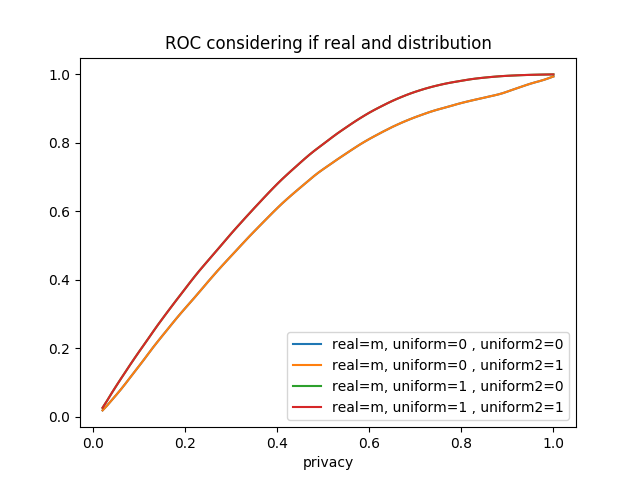 ROC considering if real and distribution
1.0
0.8
0.6
0.4
0.2
0.0
real=m, uniform=0 , uniform2=0
real=m, uniform=0 , uniform2=1
real=m, uniform=1 , uniform2=0
real=m, uniform=1 , uniform2=1
0.0 0.2 0.4 0.6 0.8 1.0
privacy